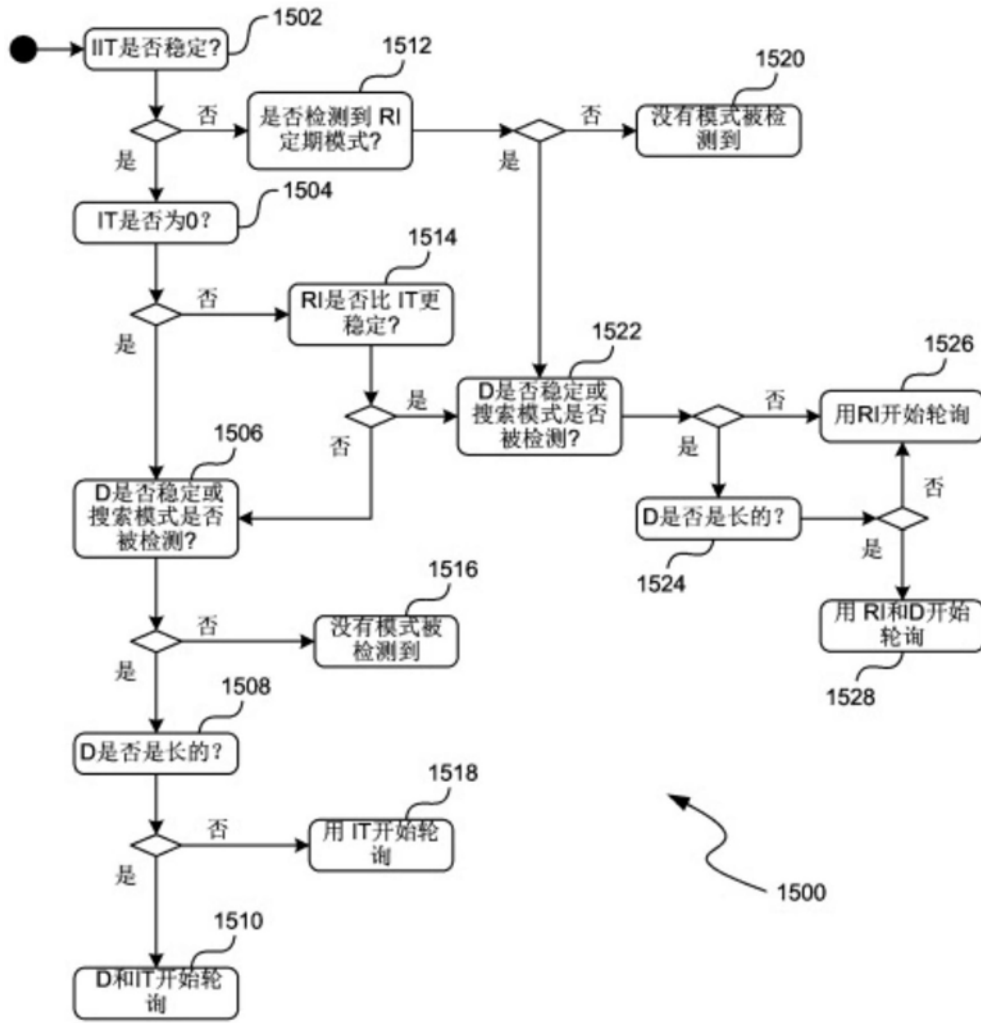 1502
IIT是否稳定?
1512
1520
否
是否检测到 RI
定期模式?
否
没有模式被检
测到
是
是
1504
IT是否为0?
1514
否
RI是否比 IT更
稳定?
是
1522
1526
D是否稳定或
搜索模式是否
被检测?
是
否
用RI开始轮询
1506
否
是
D是否稳定或
搜索模式是否
被检测?
否
D是否是长的?
是
1524
1516
用 RI和D开始
轮询
否
没有模式被
检测到
是
1528
1508
D是否是长的?
1518
否
用 IT开始轮
询
是
1500
1510
D和IT开始轮
询